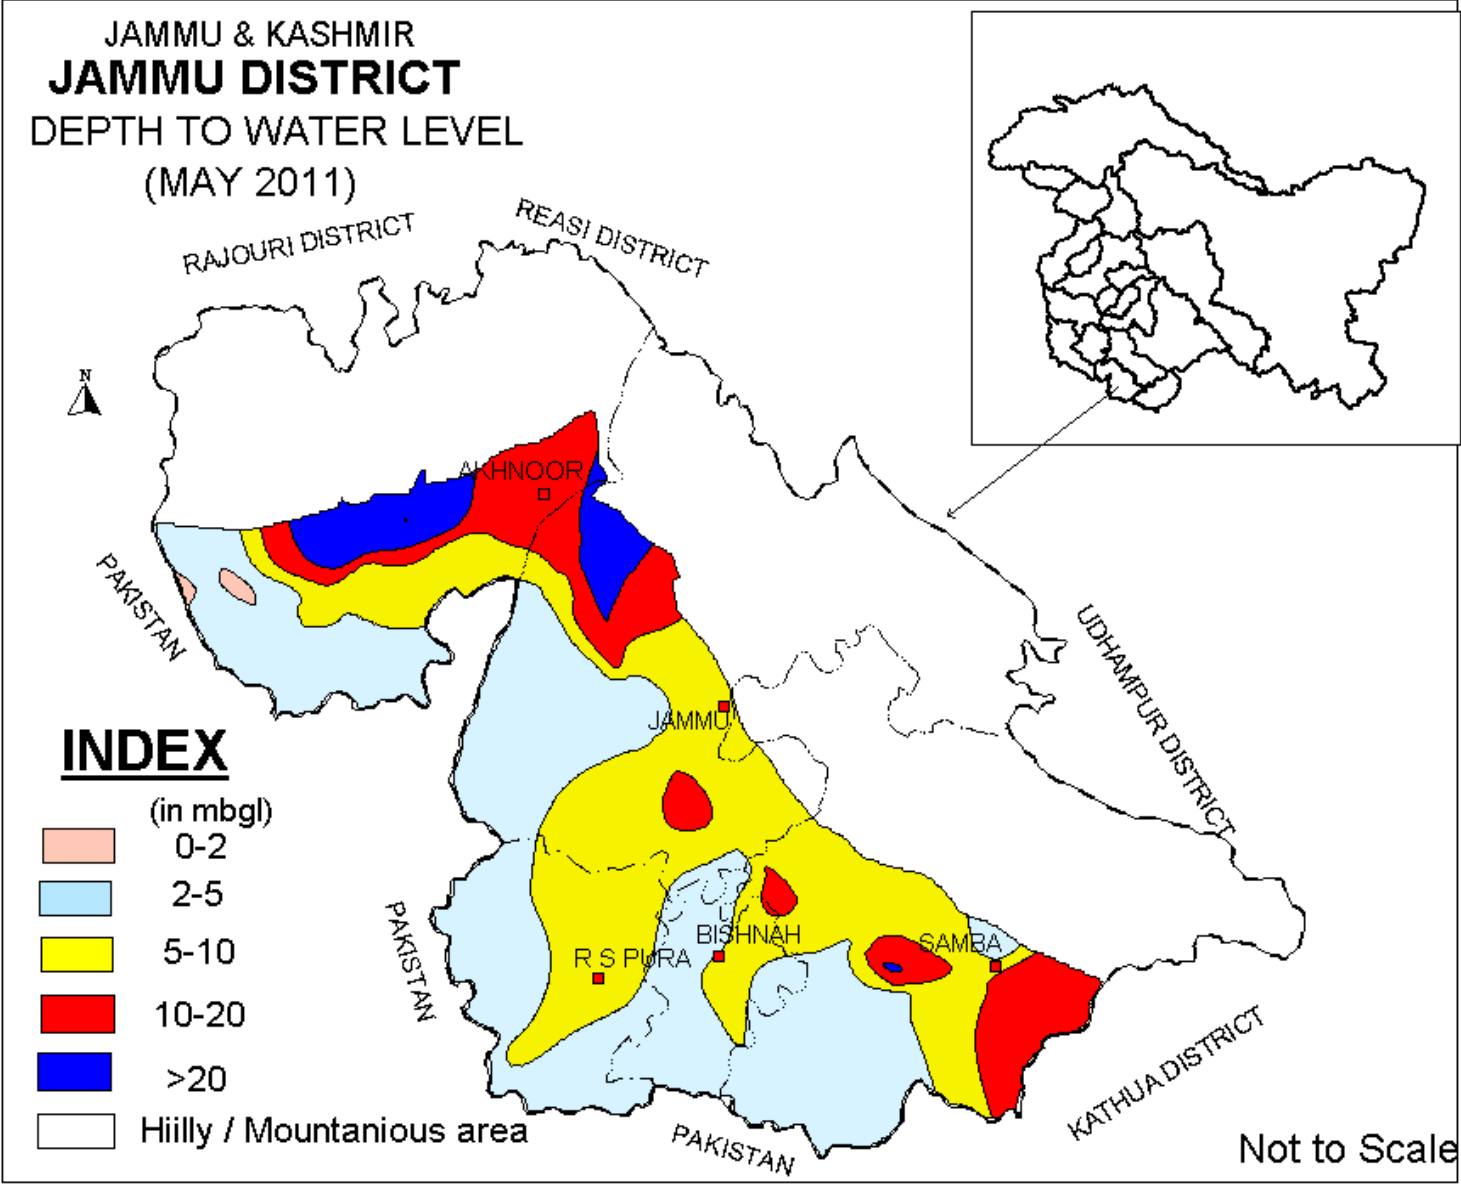 JAMMU & KASHMIR
JAMMU DISTRICT
DEPTH TO WATER LEVEL
(MAY 2011)
RAJOURI DISTRICT
REASI DISTRICT
N
AKHNOOR
PAKISTAN
UDHAMPUR DISTRICT
JAMMU
INDEX
(in mbgl)
0-2
2-5
5-10
10-20
>20
Hiilly / Mountanious area
PAKISTAN
R S PURA
BISHNAH
SAMBA
KATHUA DISTRICT
PAKISTAN
Not to Scale